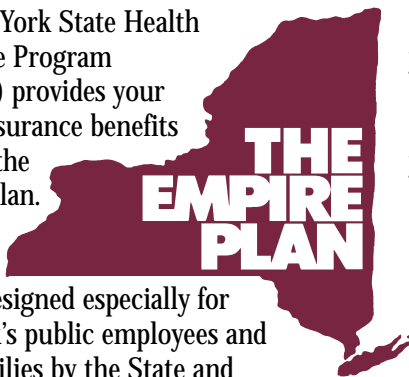 York State Health
e Program
) provides your
surance benefits
the
lan.
THE
EMPIRE
PLAN
esigned especially for
's public employees and
ilies by the State and